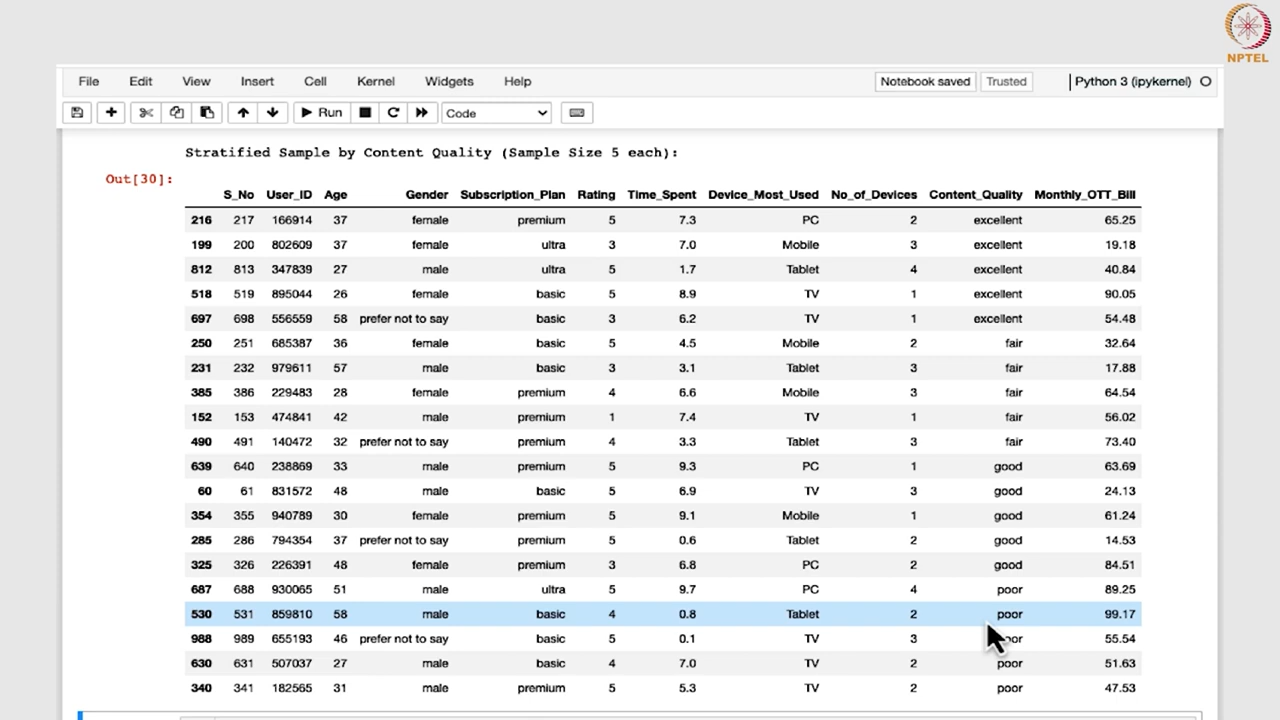 NPTEL
File Edit View Insert Cell Kernel Widgets Help Notebook saved Trusted Python 3 (ipykernel)
Run Code
Stratified Sample by Content Quality (Sample Size 5 each):
Out[30]:
S_No User_ID Age Gender Subscription_Plan Rating Time_Spent Device_Most_Used No_of_Devices Content_Quality Monthly_OTT_Bill
216 217 166914 37 female premium 5 7.3 PC 2 excellent 65.25
199 200 802609 37 female ultra 3 7.0 Mobile 3 excellent 19.18
812 813 347839 27 male ultra 5 1.7 Tablet 4 excellent 40.84
518 519 895044 26 female basic 5 8.9 TV 1 excellent 90.05
697 698 556559 58 prefer not to say basic 3 6.2 TV 1 excellent 54.48
250 251 685387 36 female basic 5 4.5 Mobile 2 fair 32.64
231 232 979611 57 male basic 3 3.1 Tablet 3 fair 17.88
385 386 229483 28 female premium 4 6.6 Mobile 3 fair 64.54
152 153 474841 42 male premium 1 7.4 TV 1 fair 56.02
490 491 140472 32 prefer not to say premium 4 3.3 Tablet 3 fair 73.40
639 640 238869 33 male premium 5 9.3 PC 1 good 63.69
60 61 831572 48 male basic 5 6.9 TV 3 good 24.13
354 355 940789 30 female premium 5 9.1 Mobile 1 good 61.24
285 286 794354 37 prefer not to say premium 5 0.6 Tablet 2 good 14.53
325 326 226391 48 female premium 3 6.8 PC 2 good 84.51
687 688 930065 51 male ultra 5 9.7 PC 4 poor 89.25
530 531 859810 58 male basic 4 0.8 Tablet 2 poor 99.17
988 989 655193 46 prefer not to say basic 5 0.1 TV 3 poor 55.54
630 631 507037 27 male basic 4 7.0 TV 2 poor 51.63
340 341 182565 31 male premium 5 5.3 TV 2 poor 47.53